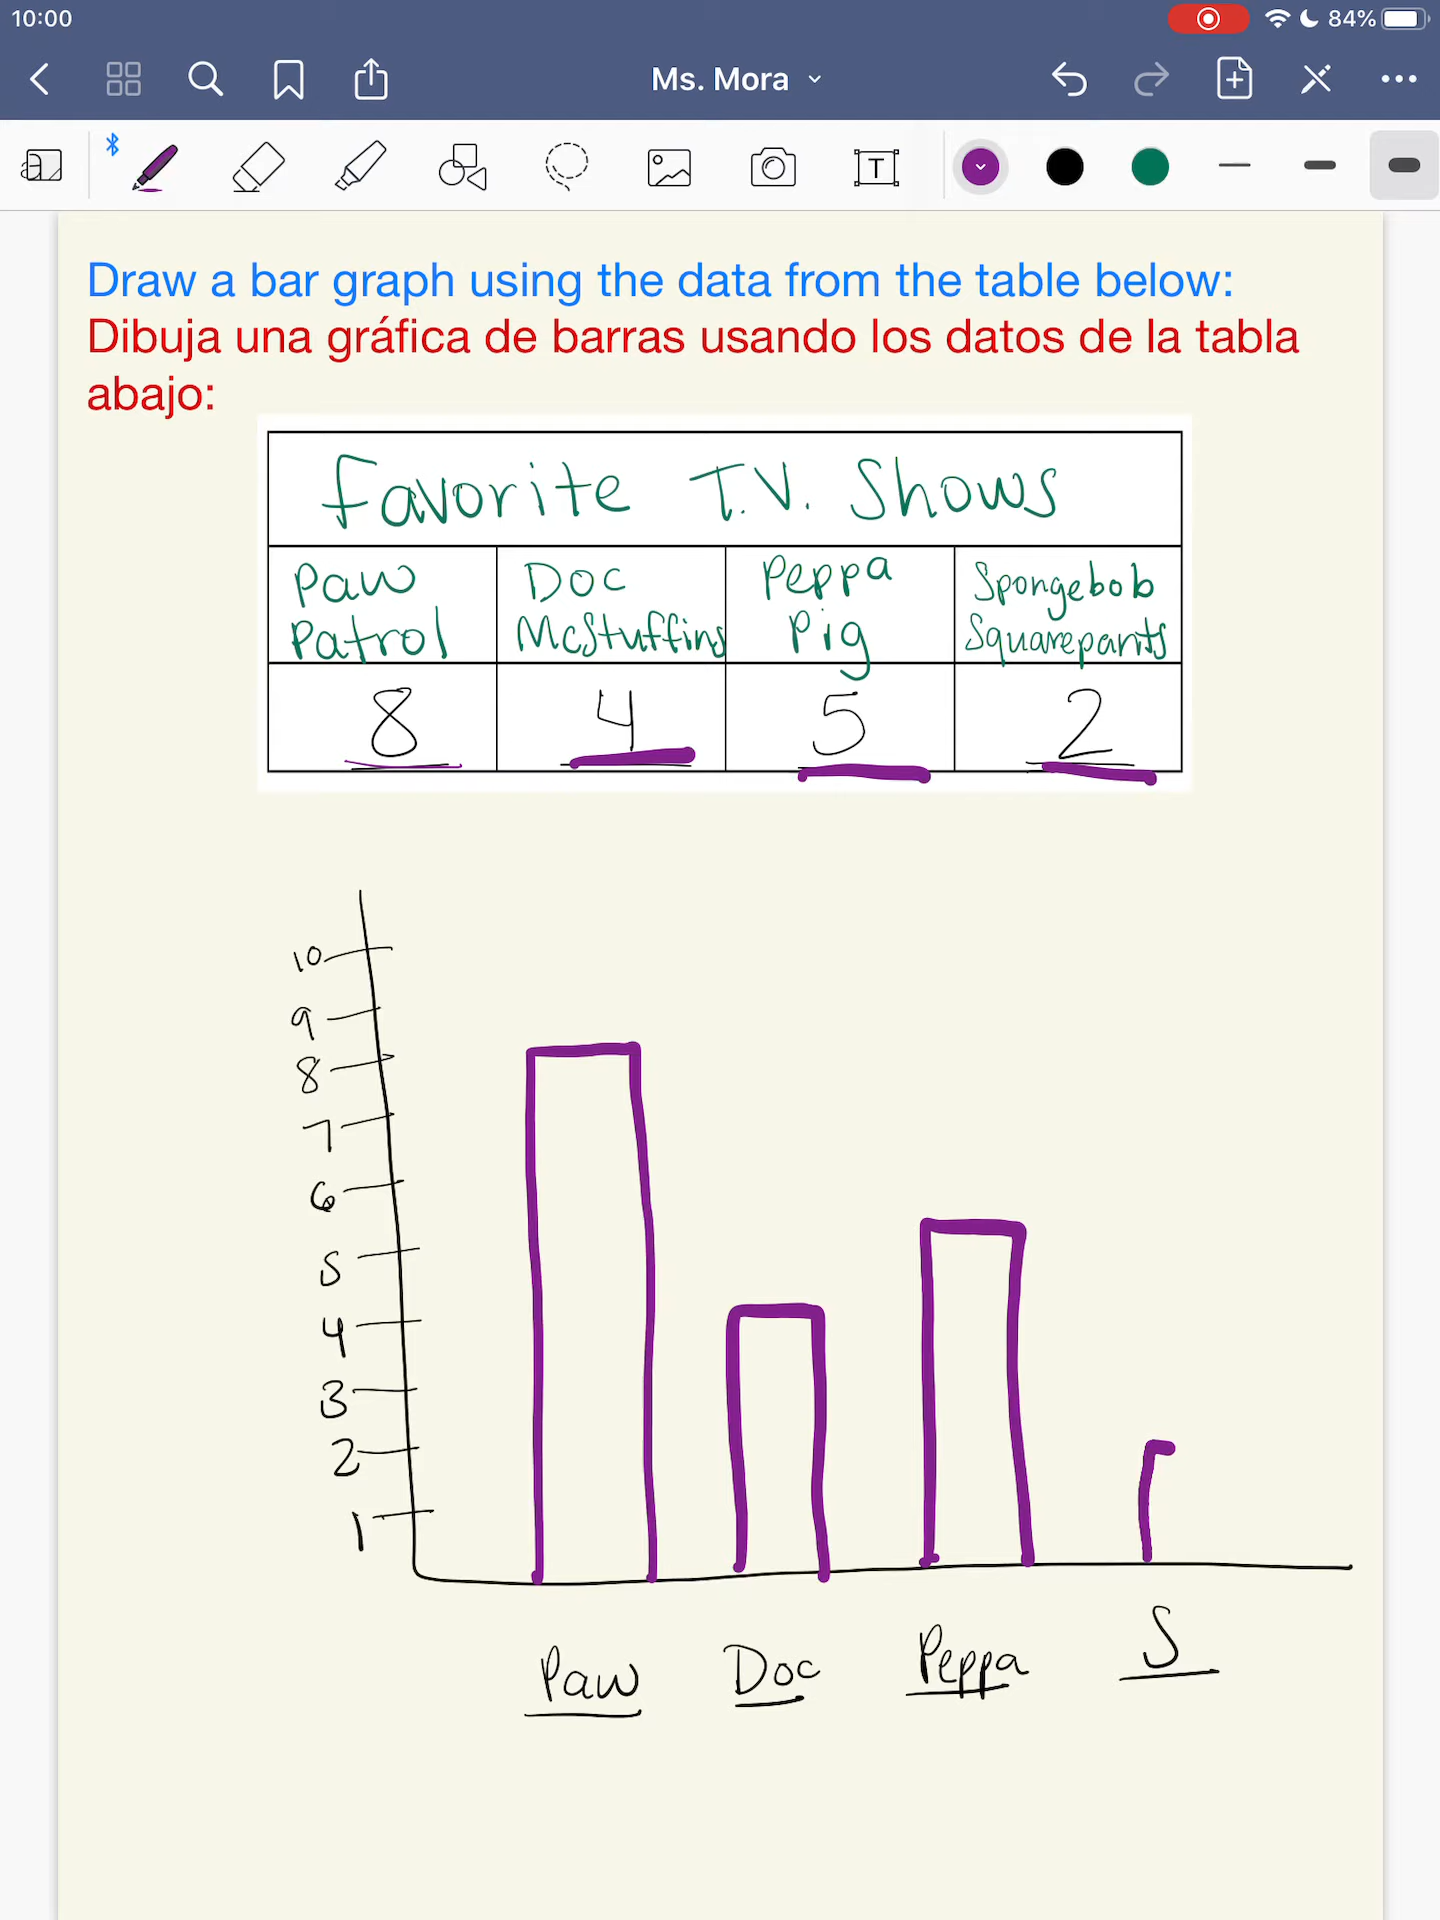 10:00
84%
Ms. Mora
a
T
Draw a bar graph using the data from the table below:
Dibuja una gráfica de barras usando los datos de la tabla
abajo:
Favorite T.V. Shows
Paw
Patrol
Doc
McStuffins
Peppa
Pig
Spongebob
Squarepants
8
4
5
2
10
9
8
7
6
5
4
3
2
1
Paw
Doc
Peppa
S